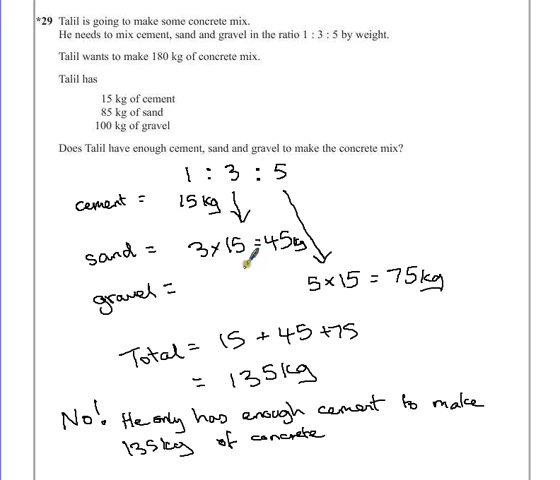 *29 Talil is going to make some concrete mix.
He needs to mix cement, sand and gravel in the ratio 1 : 3 : 5 by weight.
Talil wants to make 180 kg of concrete mix.
Talil has
15 kg of cement
85 kg of sand
100 kg of gravel
Does Talil have enough cement, sand and gravel to make the concrete mix?
1 : 3 : 5
cement = 15 kg
sand = 3 × 15 = 45kg
gravel = 5 × 15 = 75kg
Total = 15 + 45 + 75
= 135kg
No! He only has enough cement to make
135kg of concrete